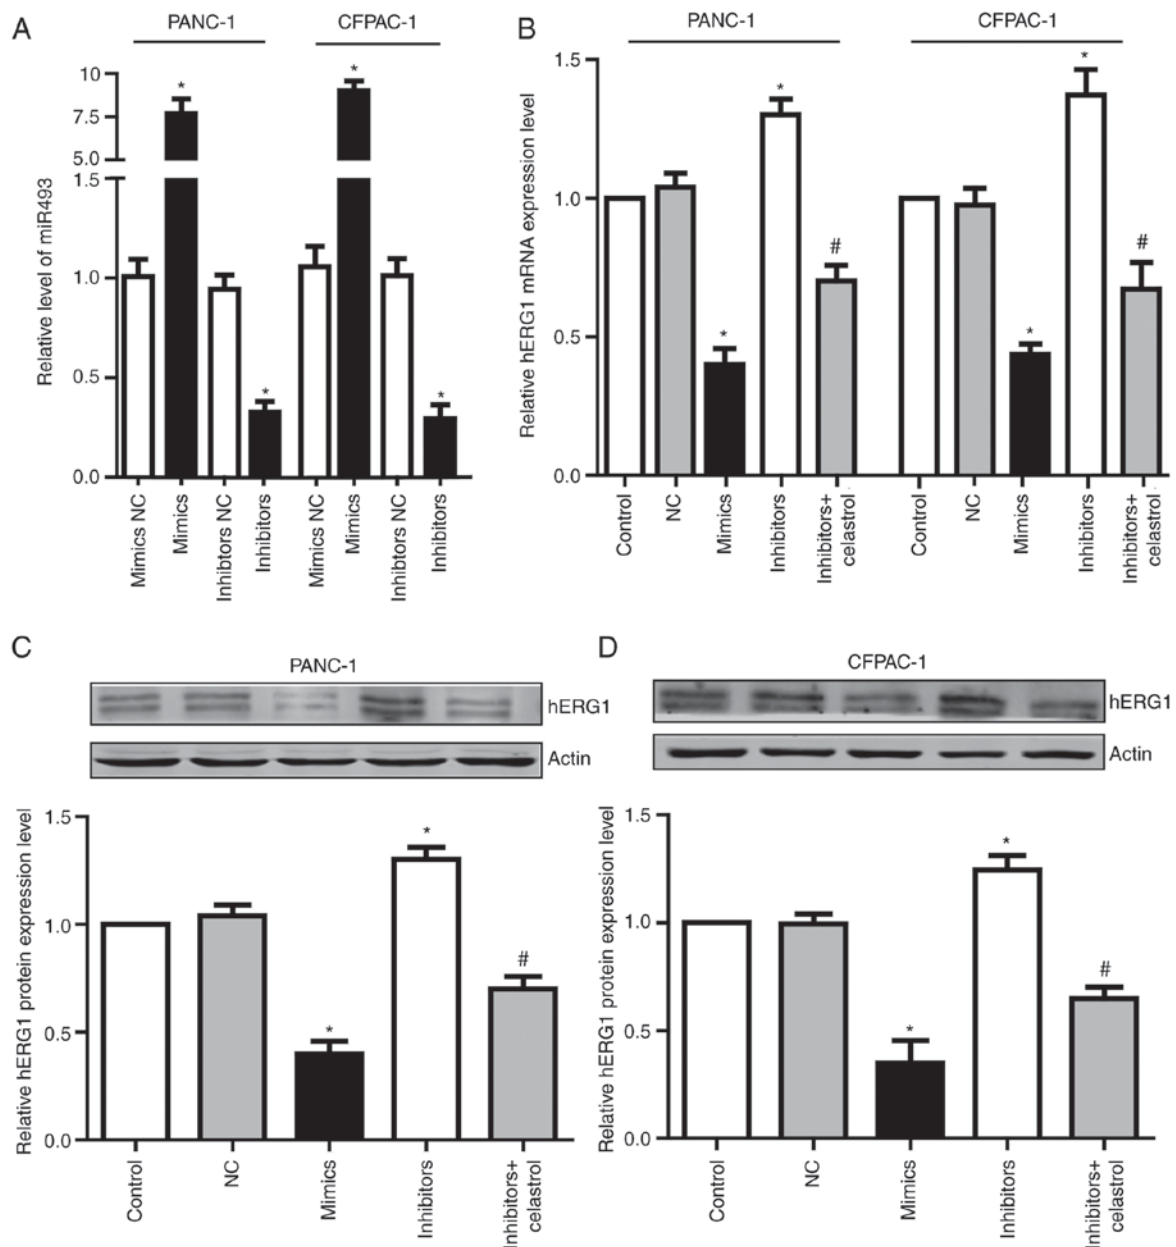 A
PANC-1 CFPAC-1
Relative level of miR493
10
7.5
5.0
1.5
1.0
0.5
0.0
* * * *
Mimics NC
Mimics
Inhibtors NC
Inhibitors
Mimics NC
Mimics
Inhibitors NC
Inhibitors
B
PANC-1 CFPAC-1
Relative hERG1 mRNA expression level
1.5
1.0
0.5
0.0
* * # * * #
Control
NC
Mimics
Inhibitors
Inhibitors+
celastrol
Control
NC
Mimics
Inhibitors
Inhibitors+
celastrol
C
PANC-1
hERG1
Actin
Relative hERG1 protein expression level
1.5
1.0
0.5
0.0
* * #
Control
NC
Mimics
Inhibitors
Inhibitors+
celastrol
D
CFPAC-1
hERG1
Actin
Relative hERG1 protein expression level
1.5
1.0
0.5
0.0
* * #
Control
NC
Mimics
Inhibitors
Inhibitors+
celastrol